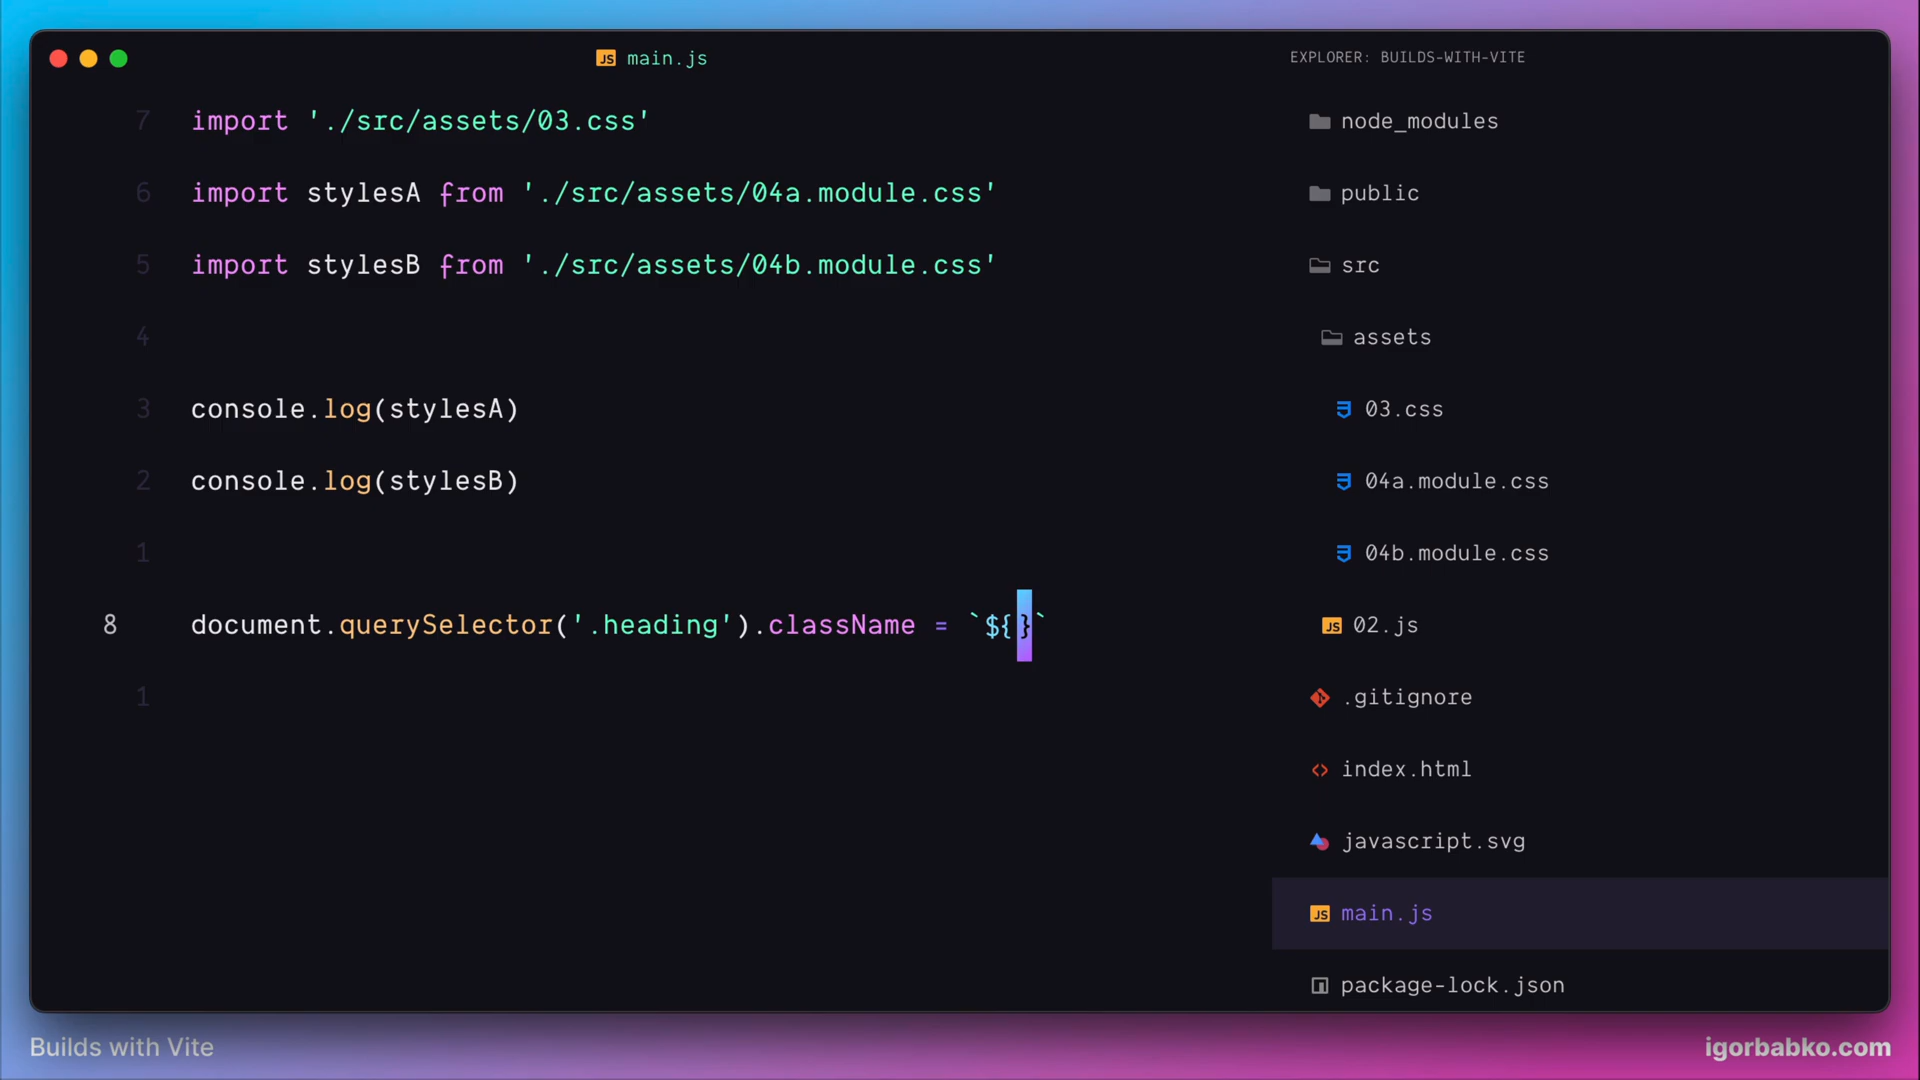 JS main.js
7 import './src/assets/03.css'
6 import stylesA from './src/assets/04a.module.css'
5 import stylesB from './src/assets/04b.module.css'
4
3 console.log(stylesA)
2 console.log(stylesB)
1
8 document.querySelector('.heading').className = `${}`
1
EXPLORER: BUILDS-WITH-VITE
node_modules
public
src
assets
03.css
04a.module.css
04b.module.css
JS 02.js
.gitignore
<> index.html
javascript.svg
JS main.js
package-lock.json
Builds with Vite
igorbabko.com